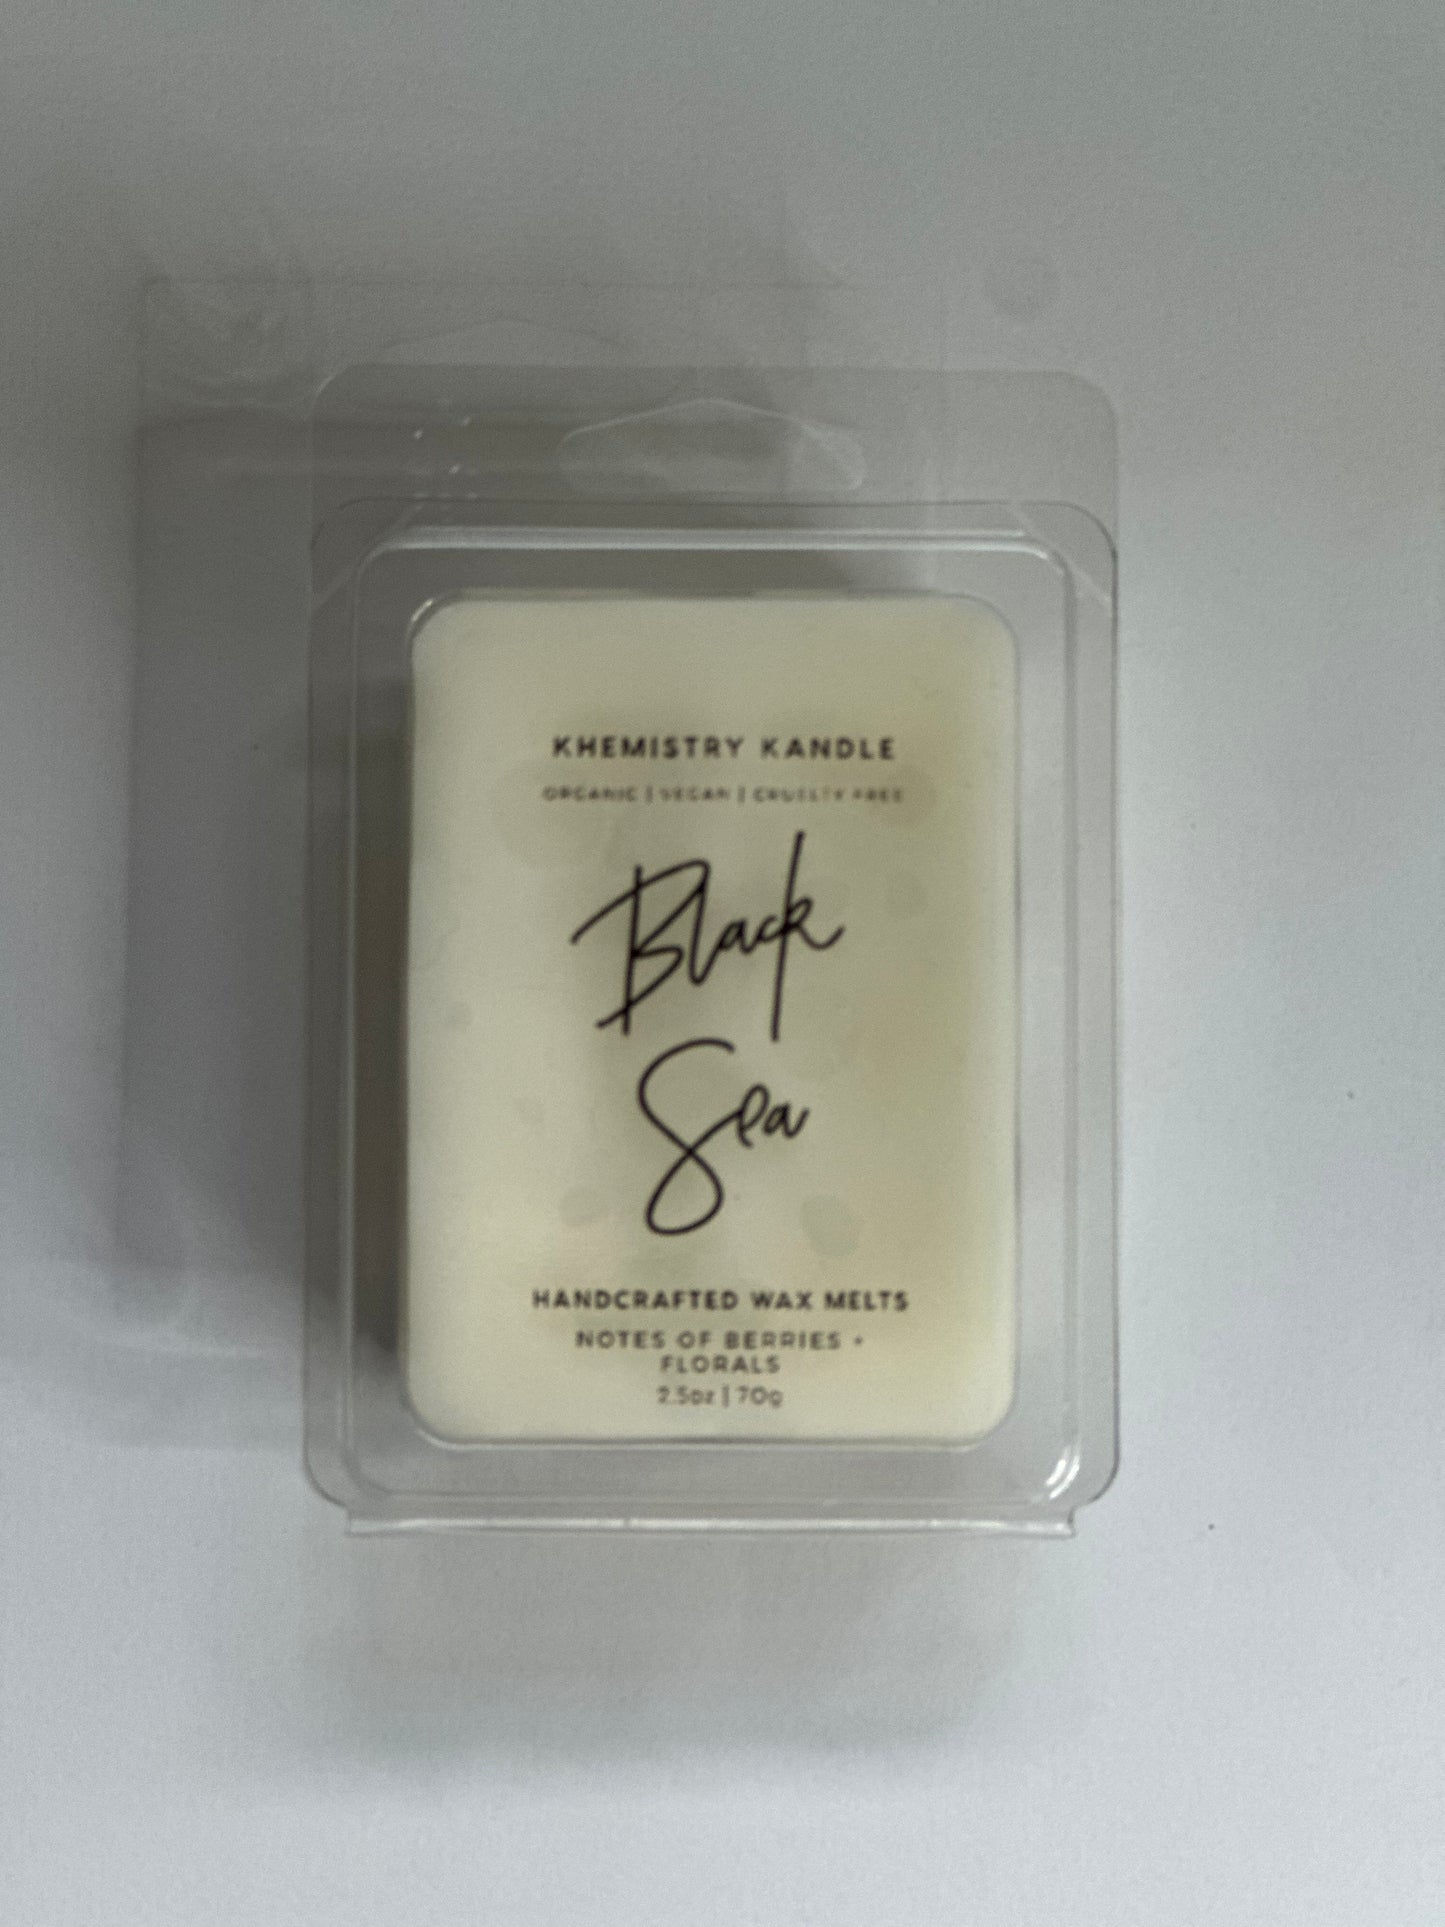 KHEMISTRY KANDLE
ORGANIC | VEGAN | CRUELTY FREE
Black
Sea
HANDCRAFTED WAX MELTS
NOTES OF BERRIES +
FLORALS
2.5oz | 70g